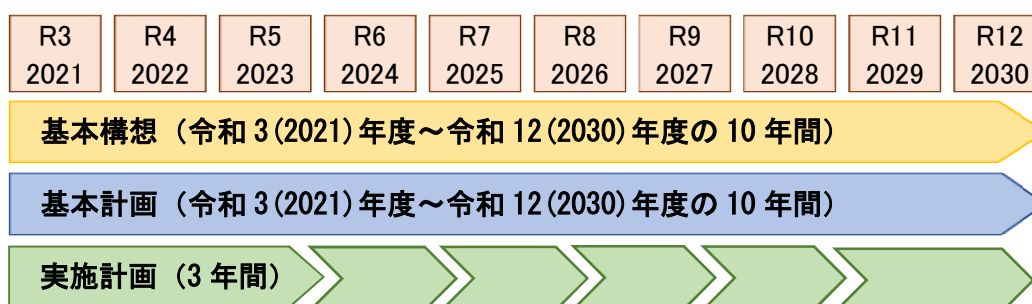 R3 R4 R5 R6 R7 R8 R9 R10 R11 R12
2021 2022 2023 2024 2025 2026 2027 2028 2029 2030
基本構想（令和3(2021)年度～令和12(2030)年度の10年間）
基本計画（令和3(2021)年度～令和12(2030)年度の10年間）
実施計画（3年間）